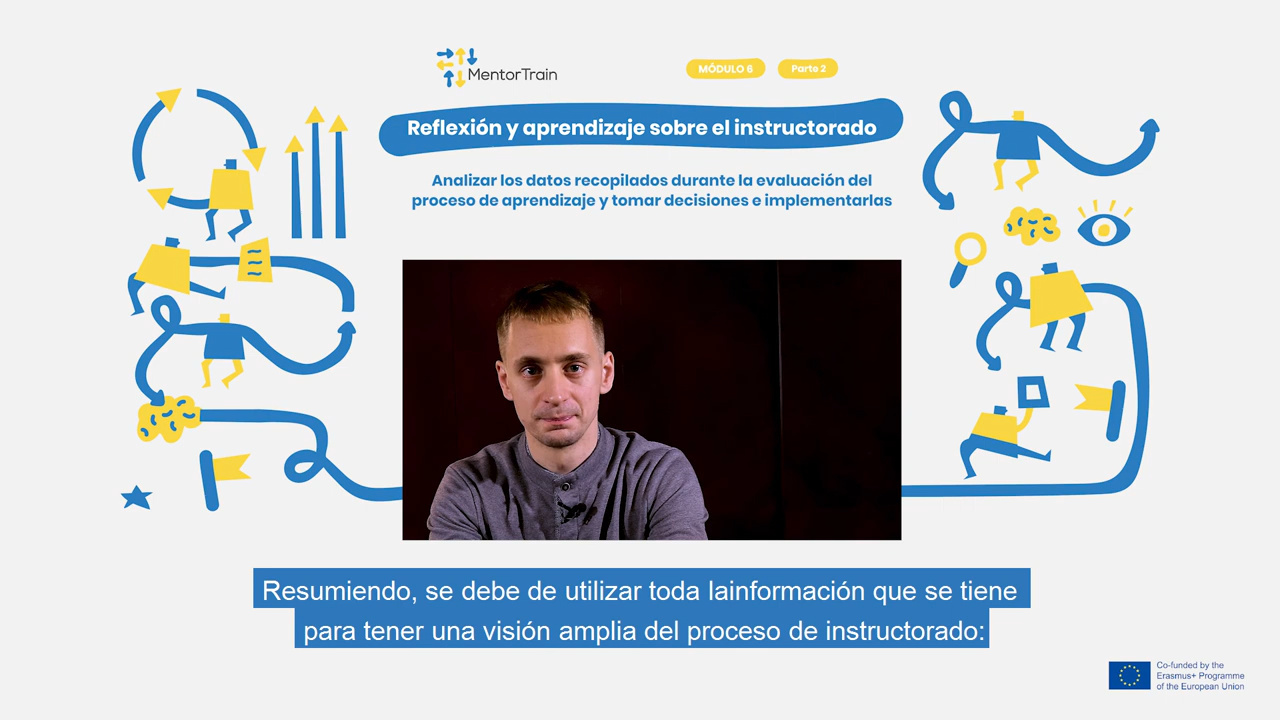 MentorTrain
MÓDULO 6
Parte 2
Reflexión y aprendizaje sobre el instructorado
Analizar los datos recopilados durante la evaluación del
proceso de aprendizaje y tomar decisiones e implementarlas
Resumiendo, se debe de utilizar toda lainformación que se tiene
para tener una visión amplia del proceso de instructorado:
Co-funded by the
Erasmus+ Programme
of the European Union